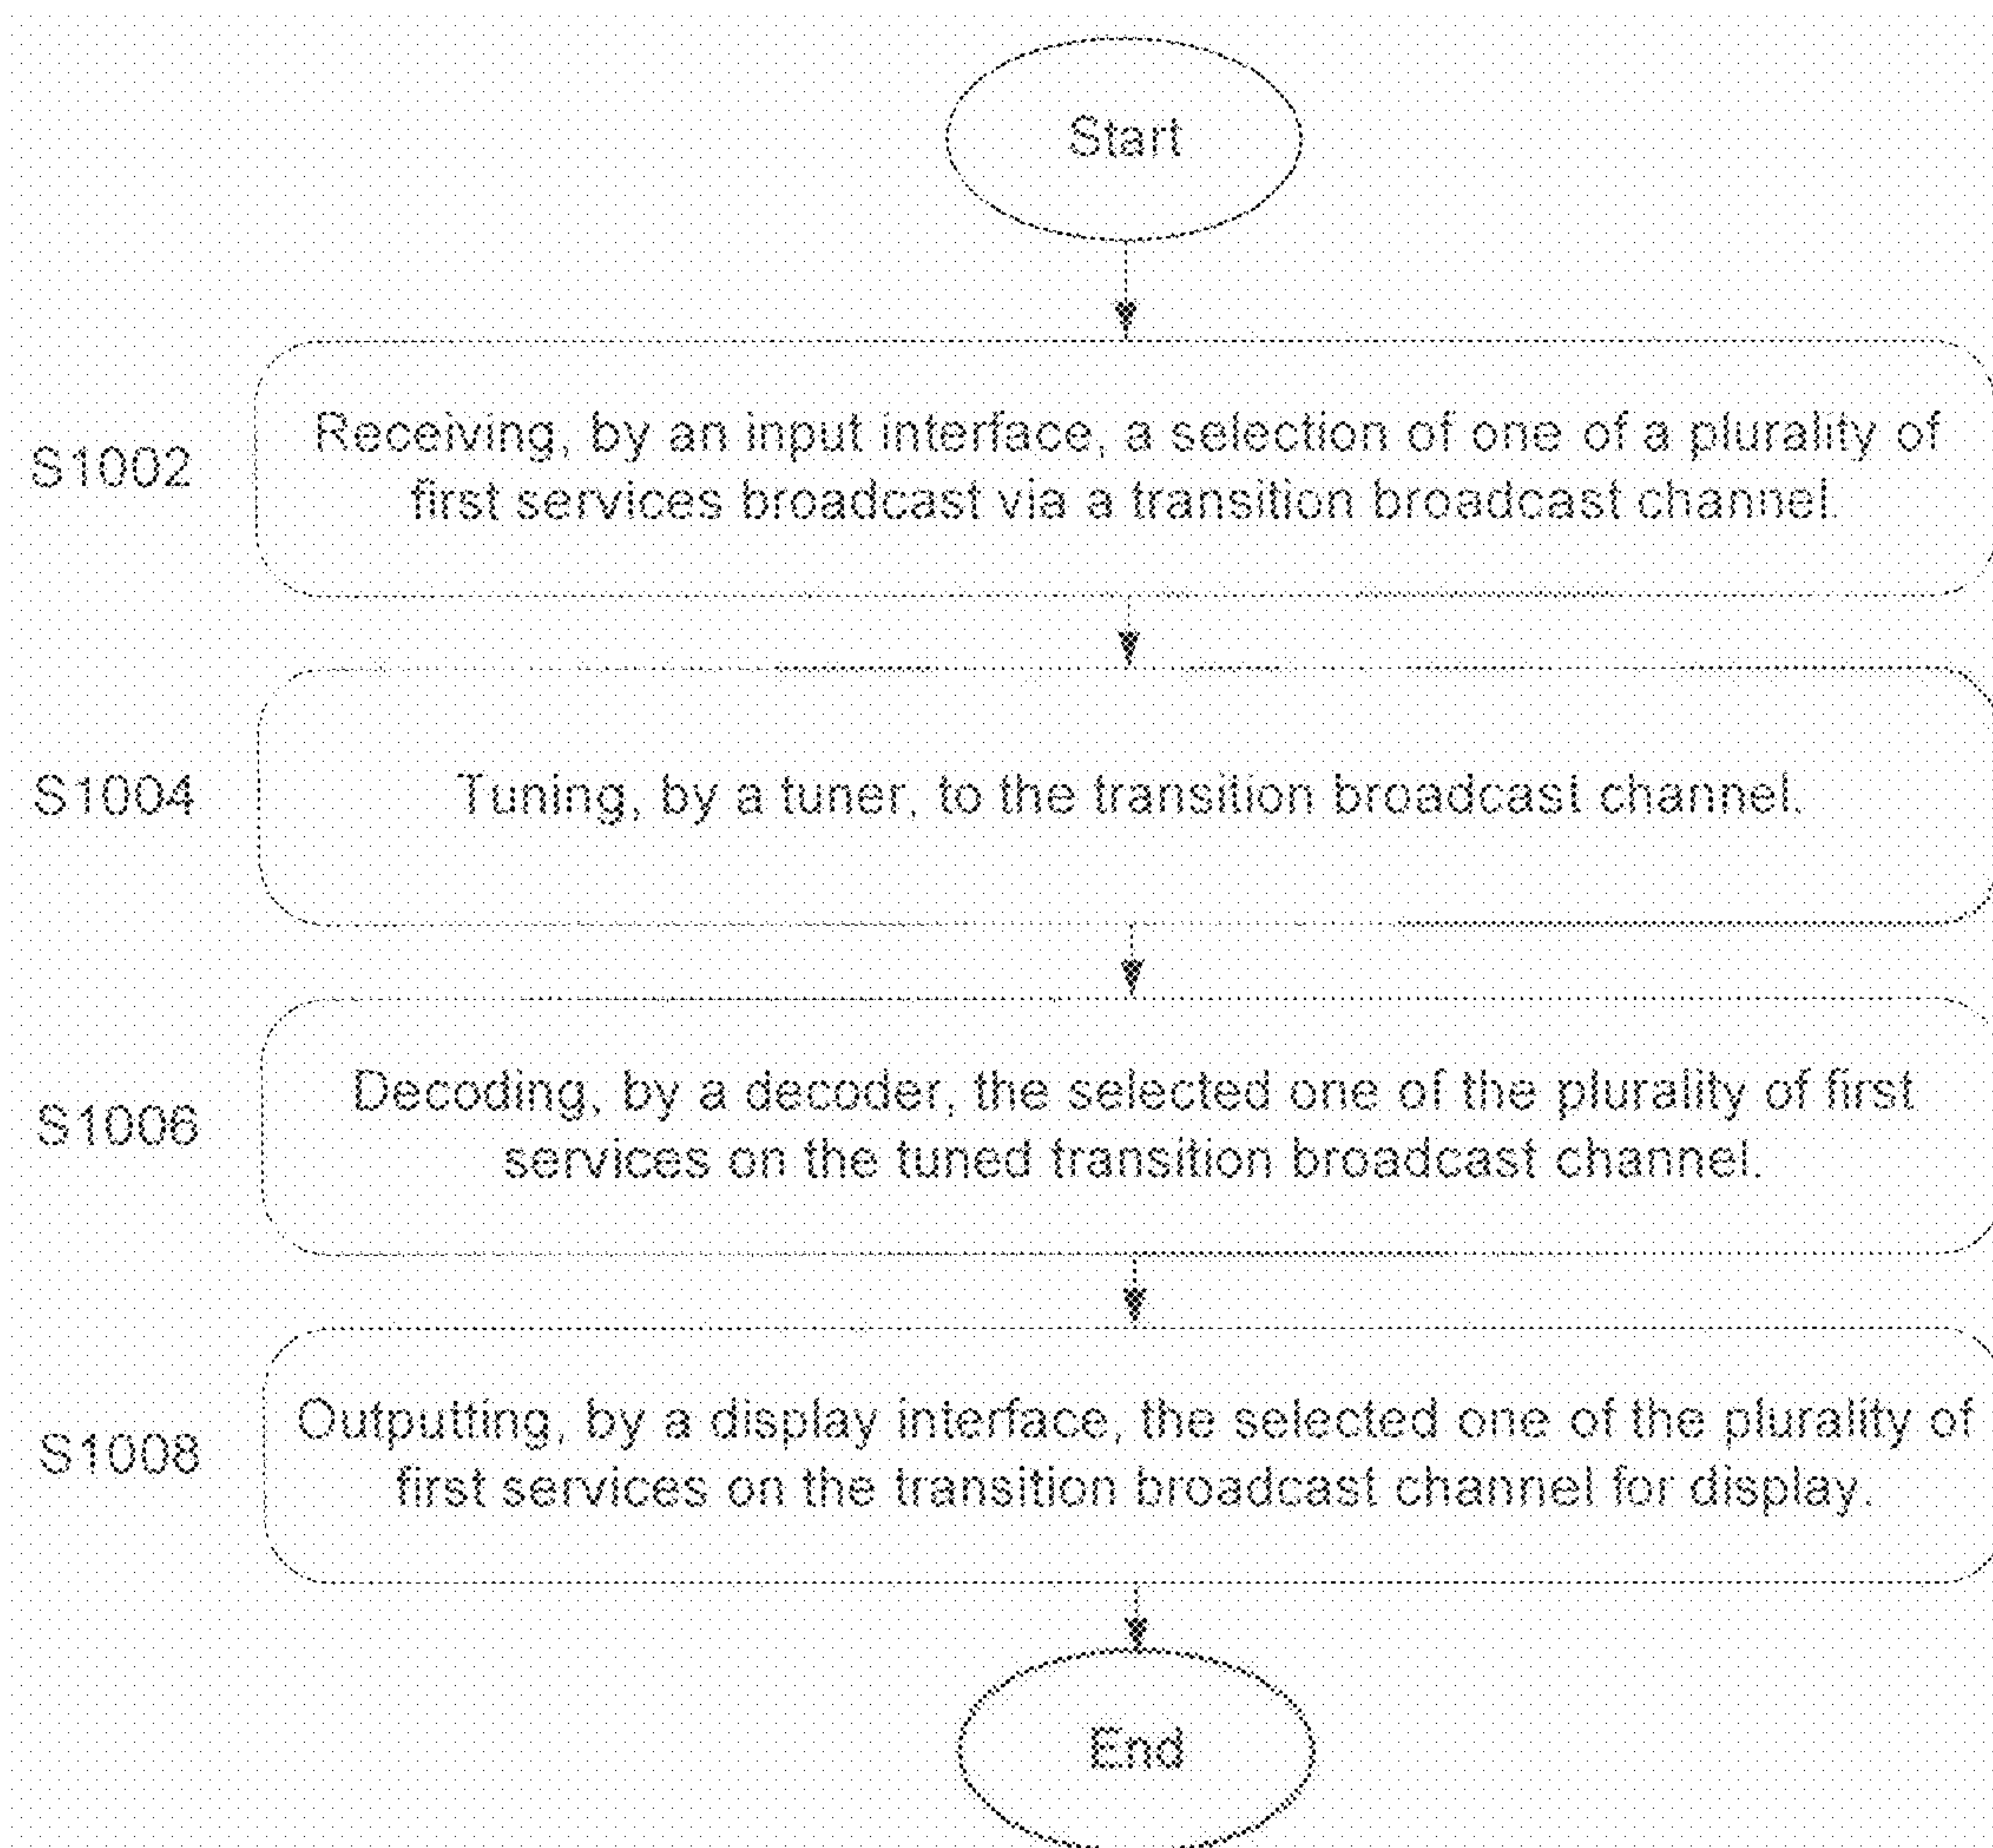 Start
S1002
Receiving, by an input interface, a selection of one of a plurality of
first services broadcast via a transition broadcast channel.
S1004
Tuning, by a tuner, to the transition broadcast channel.
S1006
Decoding, by a decoder, the selected one of the plurality of first
services on the tuned transition broadcast channel.
S1008
Outputting, by a display interface, the selected one of the plurality of
first services on the transition broadcast channel for display.
End